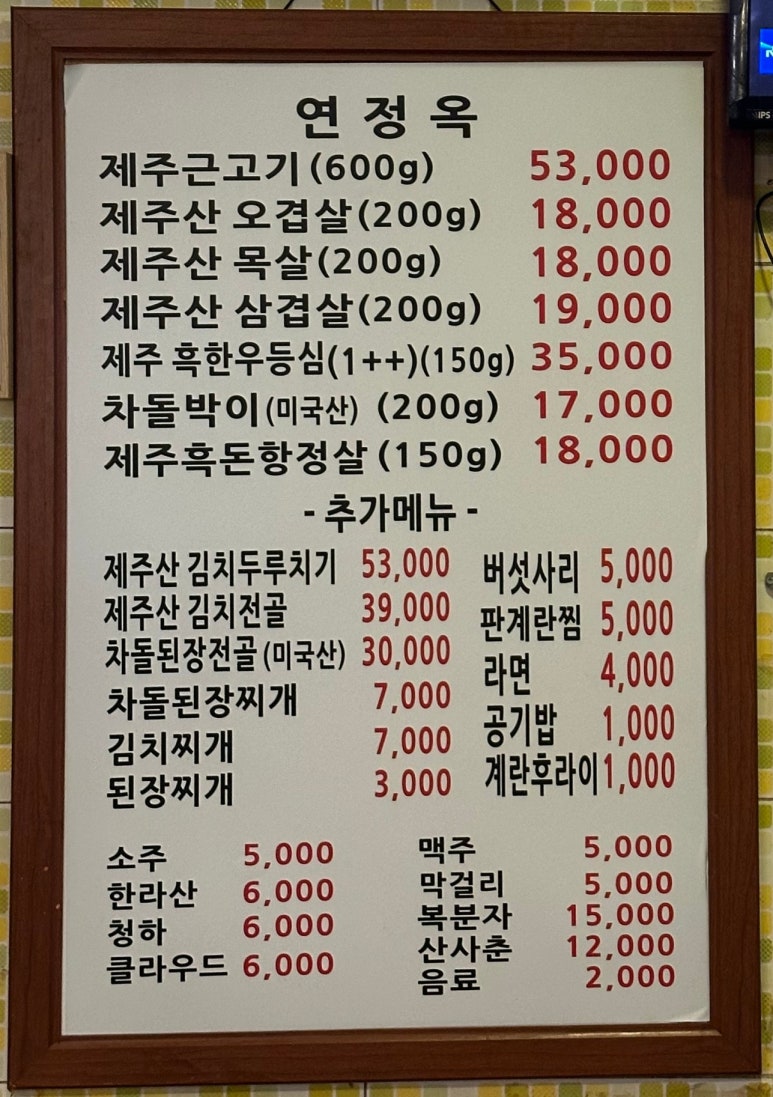 연정옥
제주근고기(600g) 53,000
제주산 오겹살(200g) 18,000
제주산 목살(200g) 18,000
제주산 삼겹살(200g) 19,000
제주 흑한우등심(1++)(150g) 35,000
차돌박이(미국산) (200g) 17,000
제주흑돈항정살(150g) 18,000
-추가메뉴-
제주산 김치두루치기 53,000
제주산 김치전골 39,000
차돌된장전골(미국산) 30,000
차돌된장찌개 7,000
김치찌개 7,000
된장찌개 3,000
버섯사리 5,000
판계란찜 5,000
라면 4,000
공기밥 1,000
계란후라이 1,000
소주 5,000
한라산 6,000
청하 6,000
클라우드 6,000
맥주 5,000
막걸리 5,000
복분자 15,000
산사춘 12,000
음료 2,000